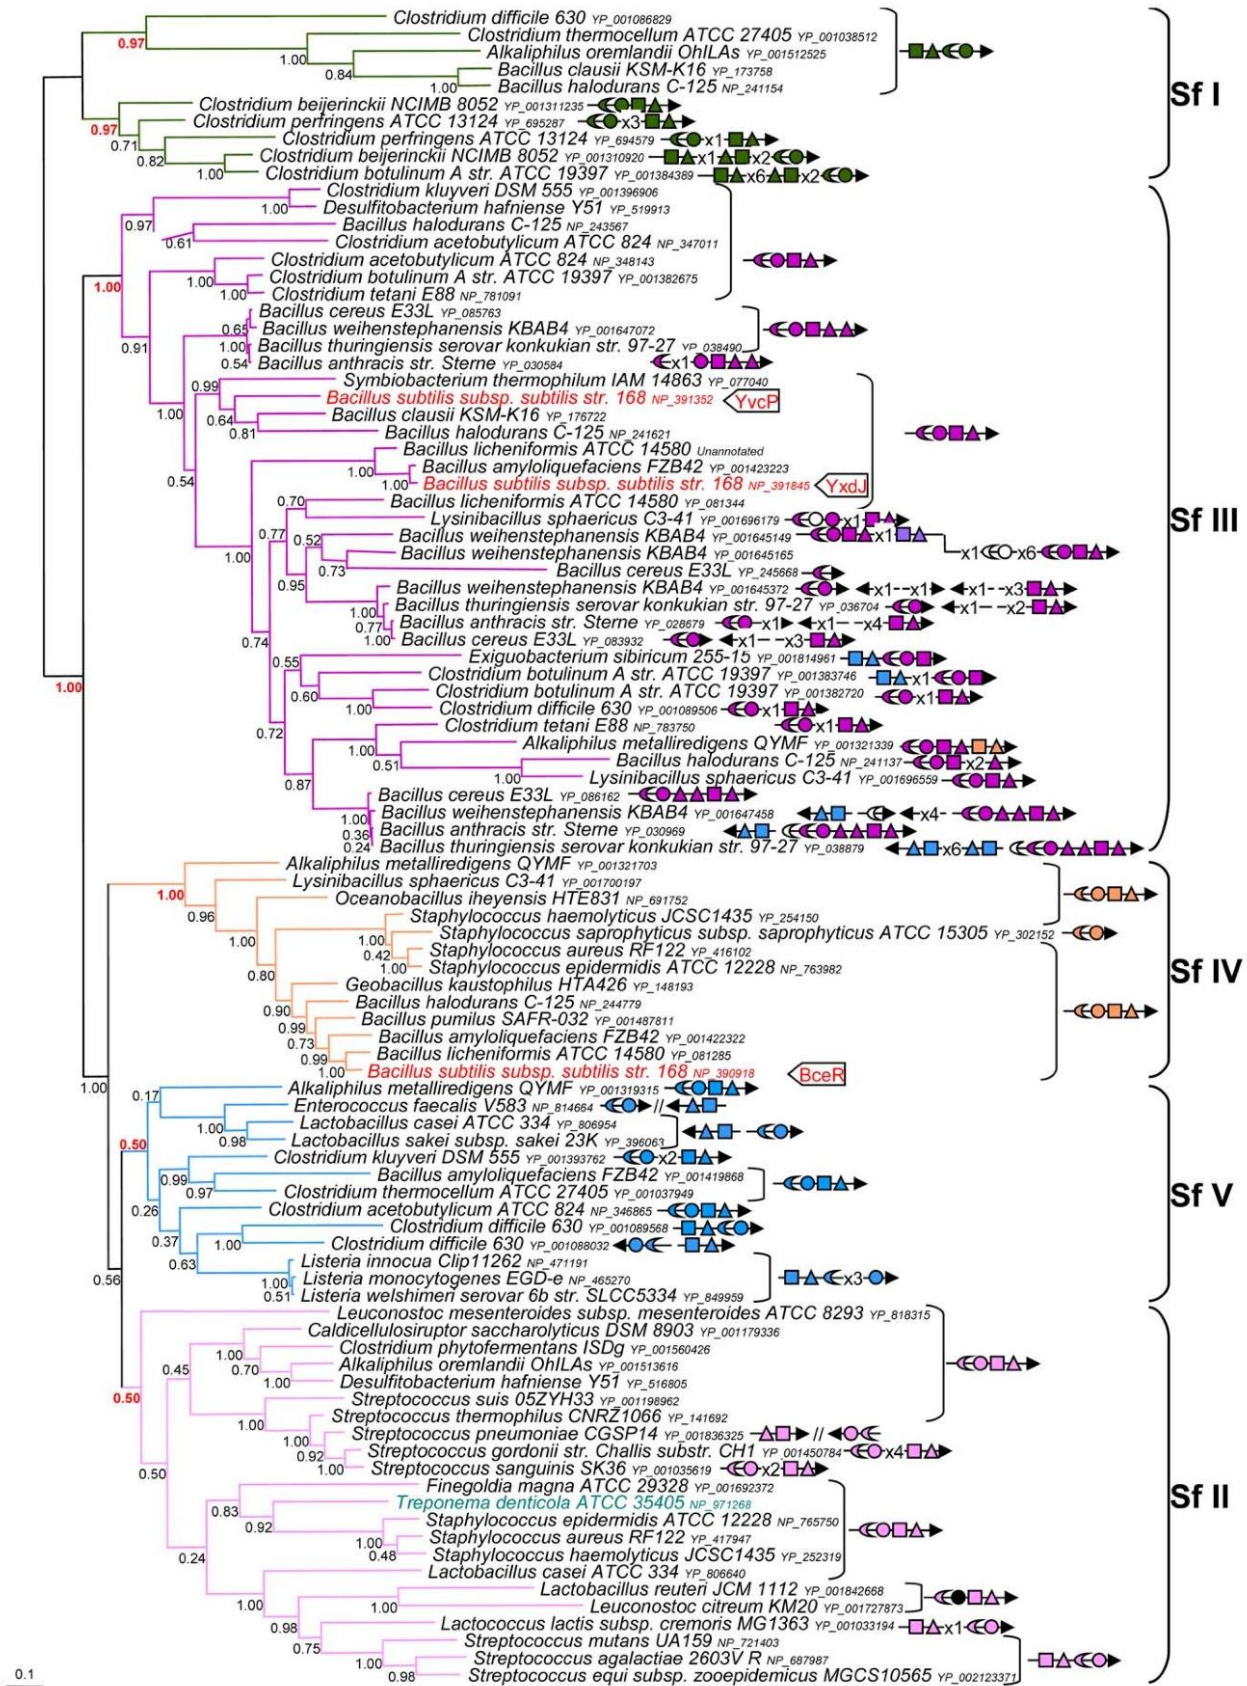 Clostridium difficile 630 YP_001086829
Clostridium thermocellum ATCC 27405 YP_001038512
0.97
Alkaliphilus oremlandii OhILAs YP_001512525
1.00
Bacillus clausii KSM-K16 YP_173758
0.84
Bacillus halodurans C-125 NP_241154
1.00
Sf I
Clostridium beijerinckii NCIMB 8052 YP_001311235
Clostridium perfringens ATCC 13124 YP_695287 x3
0.97
Clostridium perfringens ATCC 13124 YP_694579 x1
0.71
Clostridium beijerinckii NCIMB 8052 YP_001310920 x1 x2
0.82
Clostridium botulinum A str. ATCC 19397 YP_001384389 x6 x2
1.00
Clostridium kluyveri DSM 555 YP_001396906
Desulfitobacterium hafniense Y51 YP_519913
1.00
Bacillus halodurans C-125 NP_243567
0.97
Clostridium acetobutylicum ATCC 824 NP_347011
0.61
Clostridium acetobutylicum ATCC 824 NP_348143
Clostridium botulinum A str. ATCC 19397 YP_001382675
1.00 1.00
1.00
Clostridium tetani E88 NP_781091
Bacillus cereus E33L YP_085763
Bacillus weihenstephanensis KBAB4 YP_001647072
0.65
Bacillus thuringiensis serovar konkukian str. 97-27 YP_038490
0.91 1.00
Bacillus anthracis str. Sterne YP_030584 x1
0.54
Symbiobacterium thermophilum IAM 14863 YP_077040
0.99
Bacillus subtilis subsp. subtilis str. 168 NP_391352 YvcP
Bacillus clausii KSM-K16 YP_176722
1.00 0.64
Bacillus halodurans C-125 NP_241621
0.81
Bacillus licheniformis ATCC 14580 Unannotated
Bacillus amyloliquefaciens FZB42 YP_001423223
1.00
Bacillus subtilis subsp. subtilis str. 168 NP_391845 YxdJ
0.54 1.00
Bacillus licheniformis ATCC 14580 YP_081344
0.70
Lysinibacillus sphaericus C3-41 YP_001696179 x1
Sf III
Bacillus weihenstephanensis KBAB4 YP_001645149 x1
0.77 0.52
Bacillus weihenstephanensis KBAB4 YP_001645165 x1 x6
1.00
Bacillus cereus E33L YP_245668
0.73
Bacillus weihenstephanensis KBAB4 YP_001645372 x1 x1 x3
0.95
Bacillus thuringiensis serovar konkukian str. 97-27 YP_036704 x1 x2
1.00
Bacillus anthracis str. Sterne YP_028679 x1 x1 x4
0.77
Bacillus cereus E33L YP_083932 x1 x3
0.74 1.00
Exiguobacterium sibiricum 255-15 YP_001814961
0.55
Clostridium botulinum A str. ATCC 19397 YP_001383746 x1
1.00
Clostridium botulinum A str. ATCC 19397 YP_001382720 x1
0.60
Clostridium difficile 630 YP_001089506 x1
1.00
Clostridium tetani E88 NP_783750 x1
0.72
Alkaliphilus metalliredigens QYMF YP_001321339
1.00
Bacillus halodurans C-125 NP_241137 x2
0.51
Lysinibacillus sphaericus C3-41 YP_001696559
1.00
0.87
Bacillus cereus E33L YP_086162
Bacillus weihenstephanensis KBAB4 YP_001647458 x4
1.00
Bacillus anthracis str. Sterne YP_030969
0.36
Bacillus thuringiensis serovar konkukian str. 97-27 YP_038879 x6
0.24
Alkaliphilus metalliredigens QYMF YP_001321703
Lysinibacillus sphaericus C3-41 YP_001700197
1.00
Oceanobacillus iheyensis HTE831 NP_691752
0.96
Staphylococcus haemolyticus JCSC1435 YP_254150
Staphylococcus saprophyticus subsp. saprophyticus ATCC 15305 YP_302152
1.00 1.00
Staphylococcus aureus RF122 YP_416102
0.42
Staphylococcus epidermidis ATCC 12228 NP_763982
1.00
0.80
Sf IV
Geobacillus kaustophilus HTA426 YP_148193
Bacillus halodurans C-125 NP_244779
0.90
Bacillus pumilus SAFR-032 YP_001487811
0.99
Bacillus amyloliquefaciens FZB42 YP_001422322
0.73
Bacillus licheniformis ATCC 14580 YP_081285
0.99
Bacillus subtilis subsp. subtilis str. 168 NP_390918 BceR
1.00
1.00
Alkaliphilus metalliredigens QYMF YP_001319315
0.17
Enterococcus faecalis V583 NP_814664 //
Lactobacillus casei ATCC 334 YP_806954
1.00
Lactobacillus sakei subsp. sakei 23K YP_396063
0.50 0.98
Clostridium kluyveri DSM 555 YP_001393762 x2
Bacillus amyloliquefaciens FZB42 YP_001419868
0.99
Clostridium thermocellum ATCC 27405 YP_001037949
0.97
Sf V
Clostridium acetobutylicum ATCC 824 NP_346865
0.26
Clostridium difficile 630 YP_001089568
Clostridium difficile 630 YP_001088032
0.37 1.00
Listeria innocua Clip11262 NP_471191
0.63
Listeria monocytogenes EGD-e NP_465270 x3
0.56 1.00
Listeria welshimeri serovar 6b str. SLCC5334 YP_849959
0.51
Leuconostoc mesenteroides subsp. mesenteroides ATCC 8293 YP_818315
Caldicellulosiruptor saccharolyticus DSM 8903 YP_001179336
Clostridium phytofermentans ISDg YP_001560426
1.00
Alkaliphilus oremlandii OhILAs YP_001513616
0.45 0.70
Desulfitobacterium hafniense Y51 YP_516805
1.00
0.50
Streptococcus suis 05ZYH33 YP_001198962
Streptococcus thermophilus CNRZ1066 YP_141692
1.00
Streptococcus pneumoniae CGSP14 YP_001836325 //
1.00
Streptococcus gordonii str. Challis substr. CH1 YP_001450784 x4
0.92
Streptococcus sanguinis SK36 YP_001035619 x2
1.00
0.50
Finegoldia magna ATCC 29328 YP_001692372
Sf II
Treponema denticola ATCC 35405 NP_971268
0.83
Staphylococcus epidermidis ATCC 12228 NP_765750
0.92
Staphylococcus aureus RF122 YP_417947
1.00
Staphylococcus haemolyticus JCSC1435 YP_252319
0.48
0.24
Lactobacillus casei ATCC 334 YP_806640
Lactobacillus reuteri JCM 1112 YP_001842668
Leuconostoc citreum KM20 YP_001727873
1.00 1.00
Lactococcus lactis subsp. cremoris MG1363 YP_001033194 x1
0.98
Streptococcus mutans UA159 NP_721403
0.75
Streptococcus agalactiae 2603V R NP_687987
1.00
Streptococcus equi subsp. zooepidemicus MGCS10565 YP_002123371
0.98
0.1